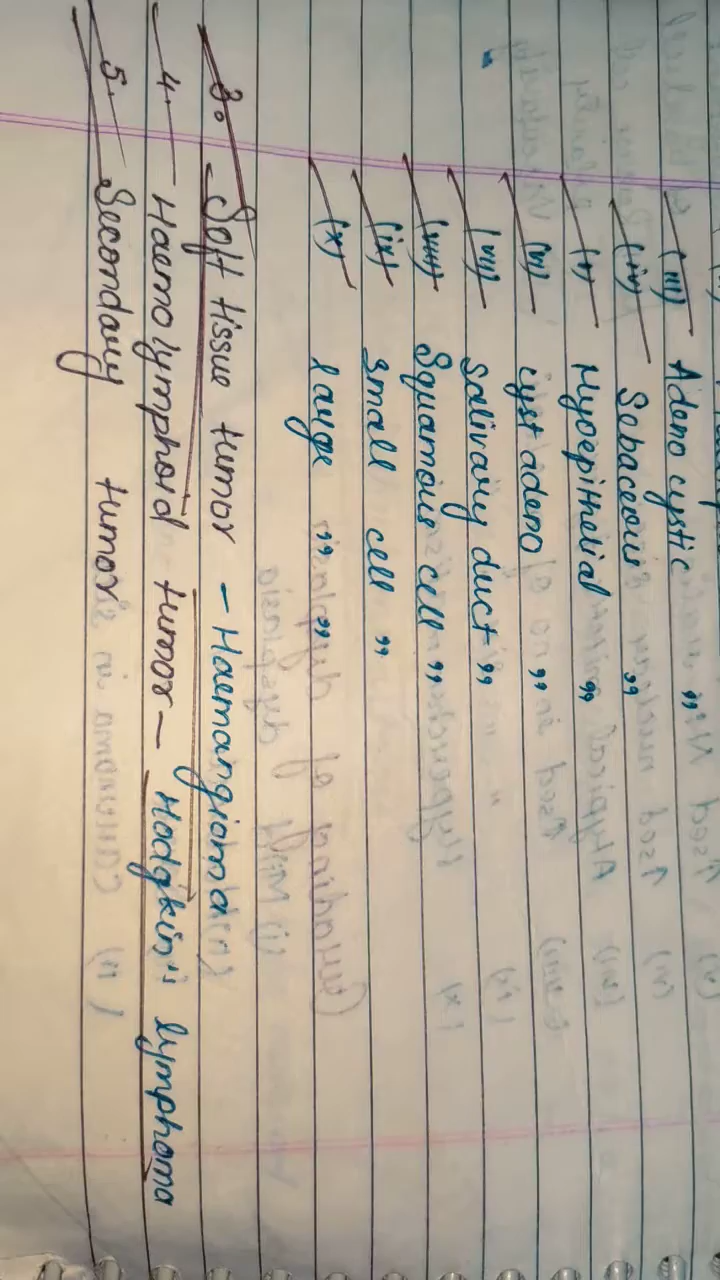 (iii) Adeno cystic ,,
(iv) Sebaceous ,,
(v) Myoepithelial ,,
(vi) cyst adeno ,,
(vii) Salivary duct ,,
(viii) Squamous cell ,,
(ix) small cell ,,
(x) large ,, ,,
3. Soft tissue tumor - Haemangioma
4. Haemolymphoid tumor - Hodgkin's lymphoma
5. Secondary tumor